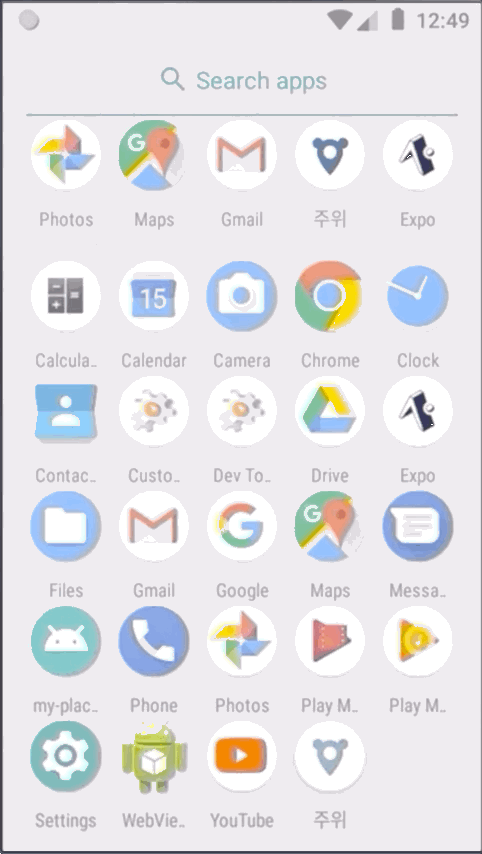 12:49
Search apps
Photos Maps Gmail 주위 Expo
15
Calcula.. Calendar Camera Chrome Clock
Contac.. Custo.. Dev To.. Drive Expo
Files Gmail Google Maps Messa..
my-plac.. Phone Photos Play M.. Play M..
Settings WebVie.. YouTube 주위